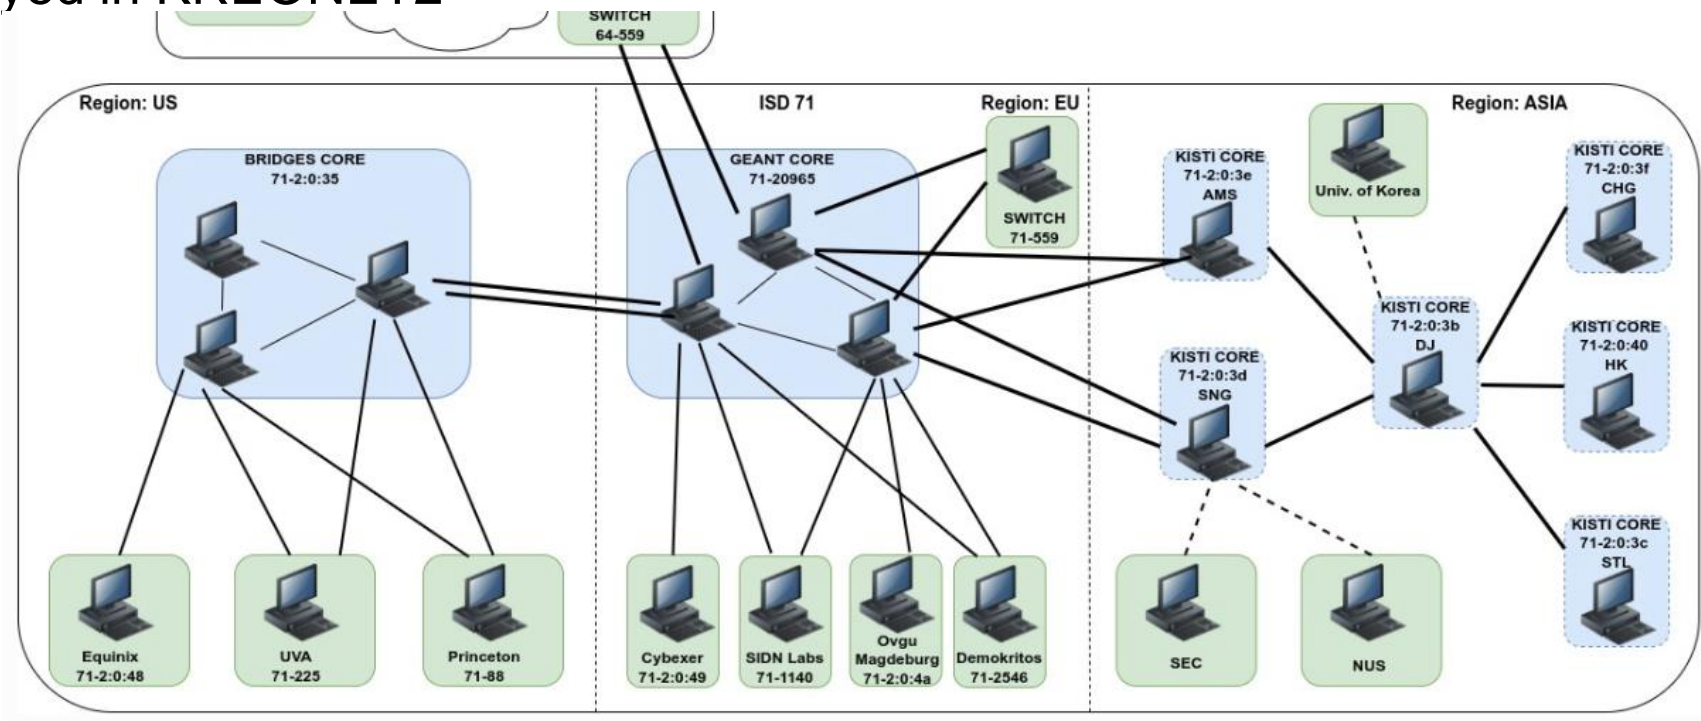 you in KREONET2
SWITCH
64-559
Region: US
ISD 71
Region: EU
Region: ASIA
BRIDGES CORE
71-2:0:35
GEANT CORE
71-20965
SWITCH
71-559
KISTI CORE
71-2:0:3e
AMS
Univ. of Korea
KISTI CORE
71-2:0:3f
CHG
KISTI CORE
71-2:0:3b
DJ
KISTI CORE
71-2:0:40
HK
KISTI CORE
71-2:0:3d
SNG
KISTI CORE
71-2:0:3c
STL
Equinix
71-2:0:48
UVA
71-225
Princeton
71-88
Cybexer
71-2:0:49
SIDN Labs
71-1140
Ovgu
Magdeburg
71-2:0:4a
Demokritos
71-2546
SEC
NUS